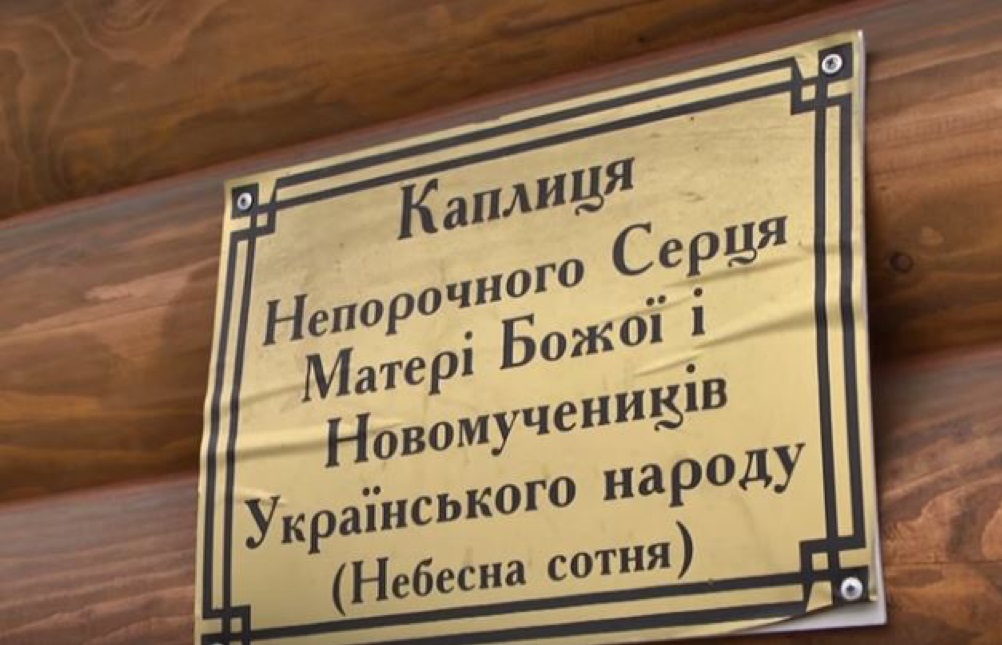 Каплиця
Непорочного Серця
Матері Божої і
Новомучеників
Українського народу
(Небесна сотня)